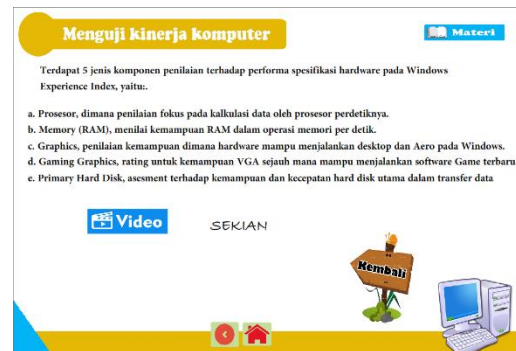 Menguji kinerja komputer
Materi
Terdapat 5 jenis komponen penilaian terhadap performa spesifikasi hardware pada Windows
Experience Index, yaitu:.
a. Prosesor, dimana penilaian fokus pada kalkulasi data oleh prosesor perdetiknya.
b. Memory (RAM), menilai kemampuan RAM dalam operasi memori per detik.
c. Graphics, penilaian kemampuan dimana hardware mampu menjalankan desktop dan Aero pada Windows.
d. Gaming Graphics, rating untuk kemampuan VGA sejauh mana mampu menjalankan software Game terbaru
e. Primary Hard Disk, asesment terhadap kemampuan dan kecepatan hard disk utama dalam transfer data
Video
SEKIAN
Kembali